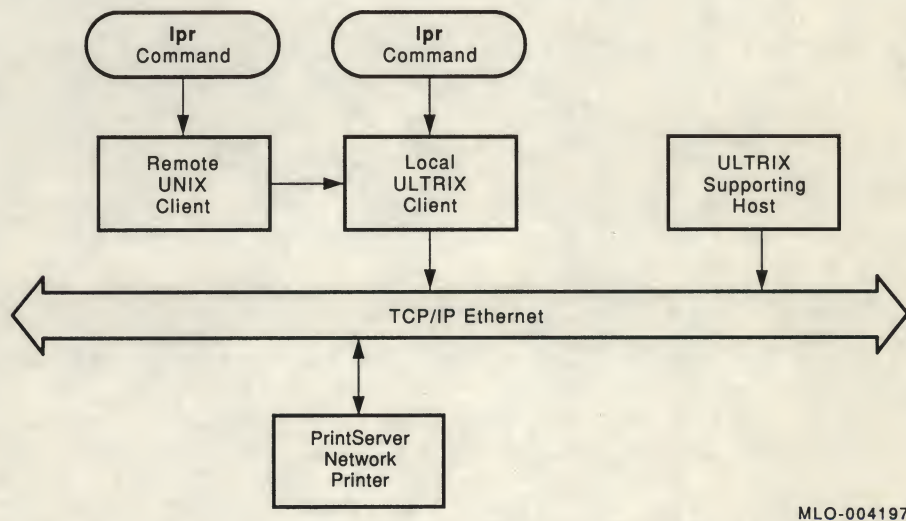 lpr
Command
lpr
Command
Remote
UNIX
Client
Local
ULTRIX
Client
ULTRIX
Supporting
Host
TCP/IP Ethernet
PrintServer
Network
Printer
MLO-004197